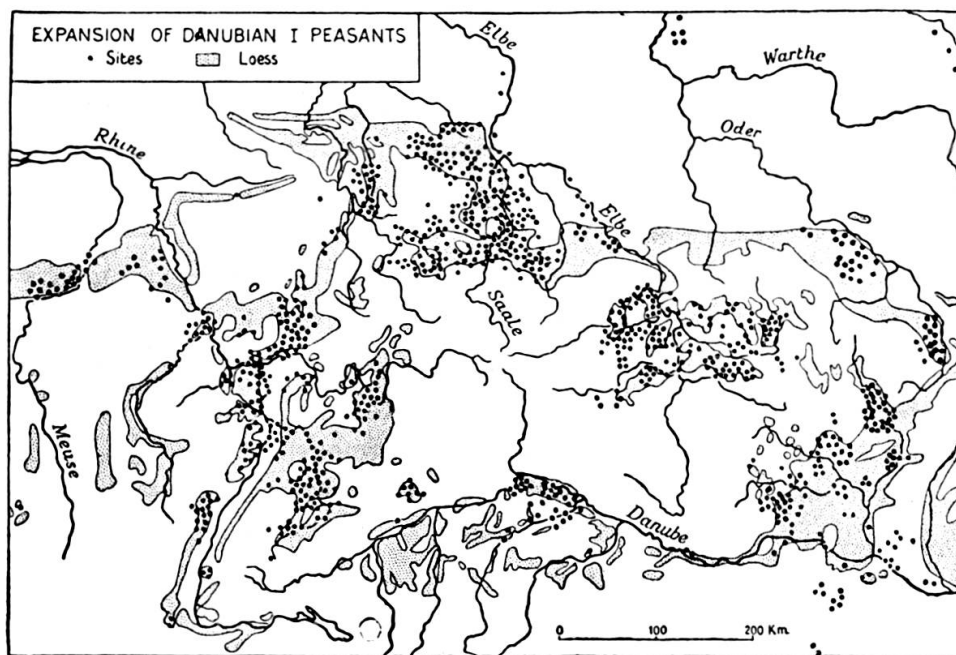 EXPANSION OF DANUBIAN I PEASANTS
• Sites Loess
Elbe
Warthe
Oder
Rhine
Elbe
Saale
Meuse
Danube
0 100 200 Km.